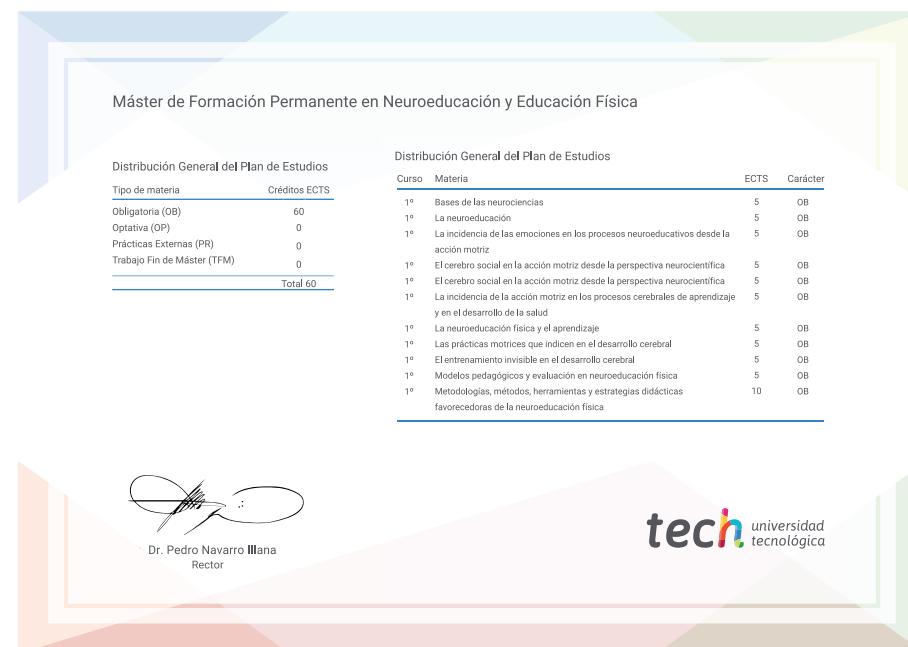 Máster de Formación Permanente en Neuroeducación y Educación Física
Distribución General del Plan de Estudios
Tipo de materia Créditos ECTS
Obligatoria (OB) 60
Optativa (OP) 0
Prácticas Externas (PR) 0
Trabajo Fin de Máster (TFM) 0
Total 60
Distribución General del Plan de Estudios
Curso Materia ECTS Carácter
1º Bases de las neurociencias 5 OB
1º La neuroeducación 5 OB
1º La incidencia de las emociones en los procesos neuroeducativos desde la 5 OB
acción motriz
1º El cerebro social en la acción motriz desde la perspectiva neurocientífica 5 OB
1º El cerebro social en la acción motriz desde la perspectiva neurocientífica 5 OB
1º La incidencia de la acción motriz en los procesos cerebrales de aprendizaje 5 OB
y en el desarrollo de la salud
1º La neuroeducación física y el aprendizaje 5 OB
1º Las prácticas motrices que indicen en el desarrollo cerebral 5 OB
1º El entrenamiento invisible en el desarrollo cerebral 5 OB
1º Modelos pedagógicos y evaluación en neuroeducación física 5 OB
1º Metodologías, métodos, herramientas y estrategias didácticas 10 OB
favorecedoras de la neuroeducación física
Dr. Pedro Navarro Illana
Rector
tech universidad
tecnológica